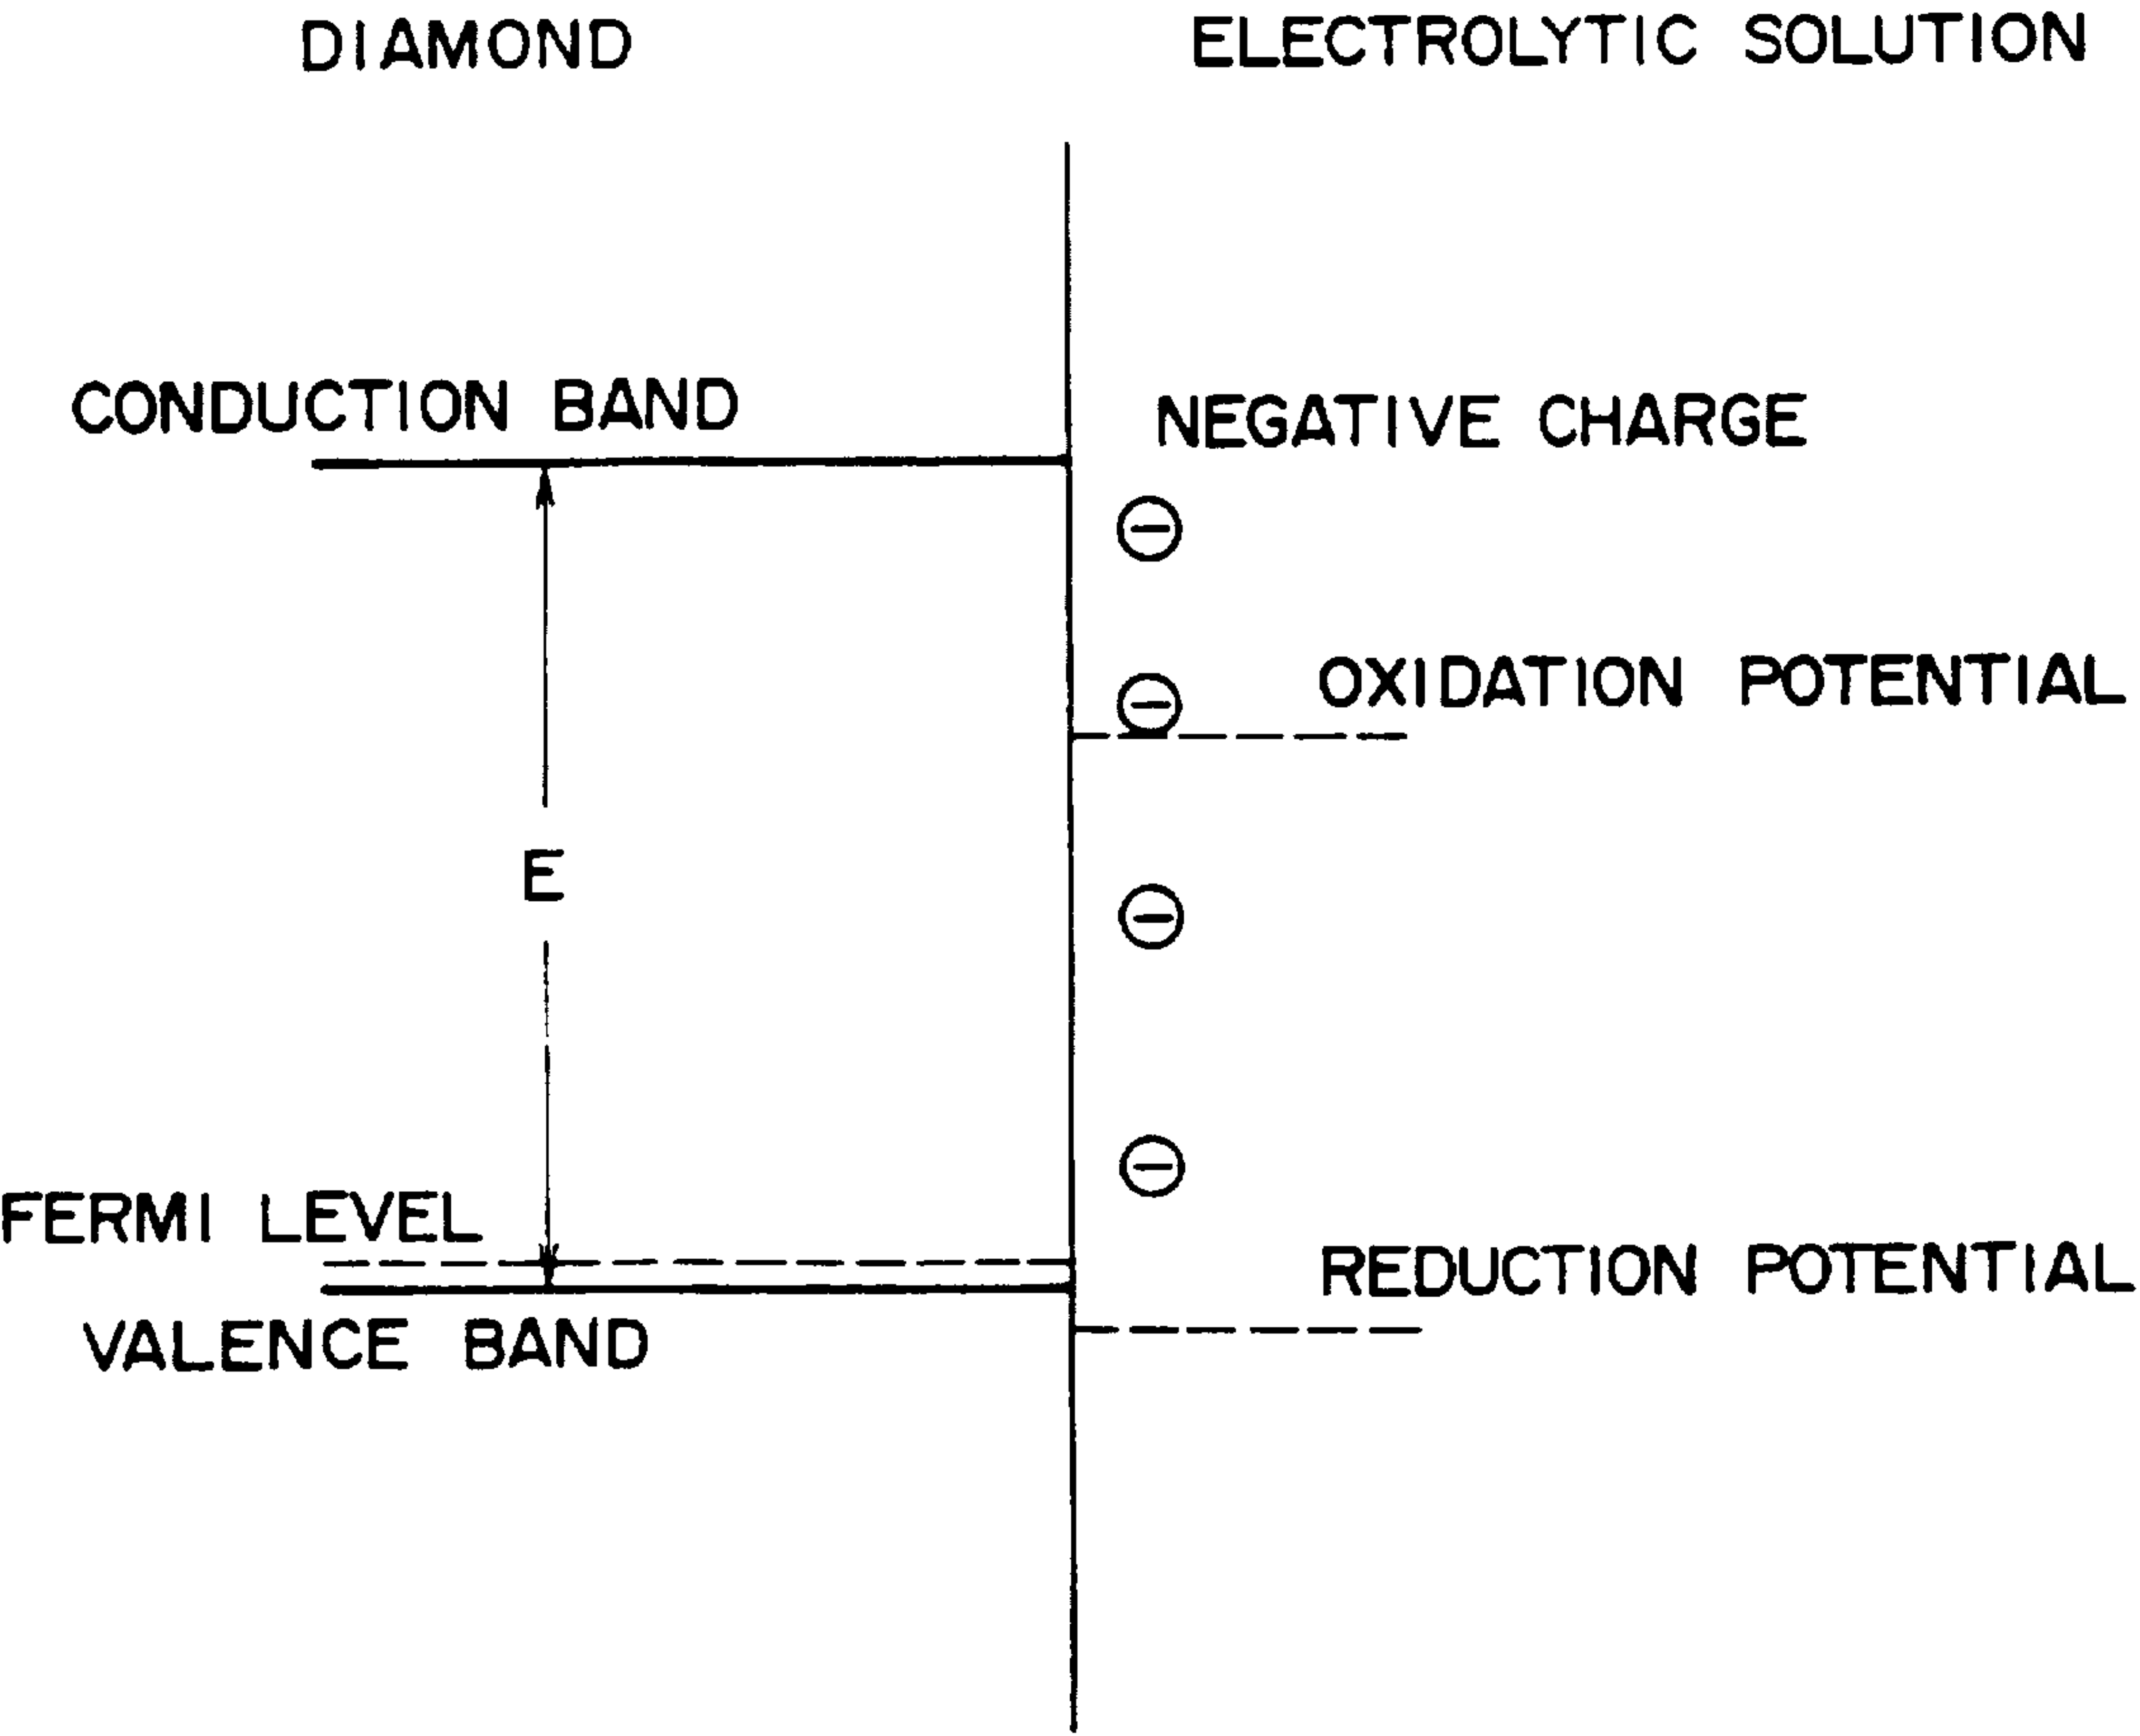 DIAMOND
ELECTROLYTIC SOLUTION
CONDUCTION BAND
NEGATIVE CHARGE
OXIDATION POTENTIAL
E
FERMI LEVEL
REDUCTION POTENTIAL
VALENCE BAND